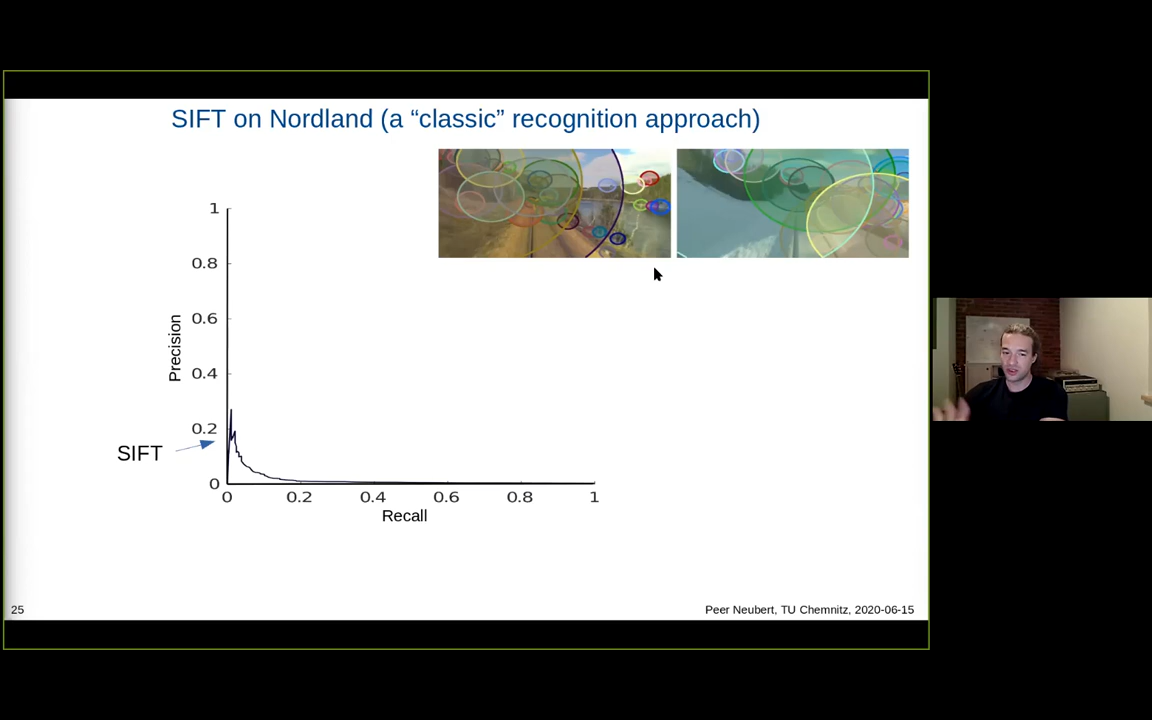 SIFT on Nordland (a “classic” recognition approach)
1
0.8
0.6
Precision
0.4
0.2
SIFT
0
0
0.2
0.4
0.6
0.8
1
Recall
25
Peer Neubert, TU Chemnitz, 2020-06-15